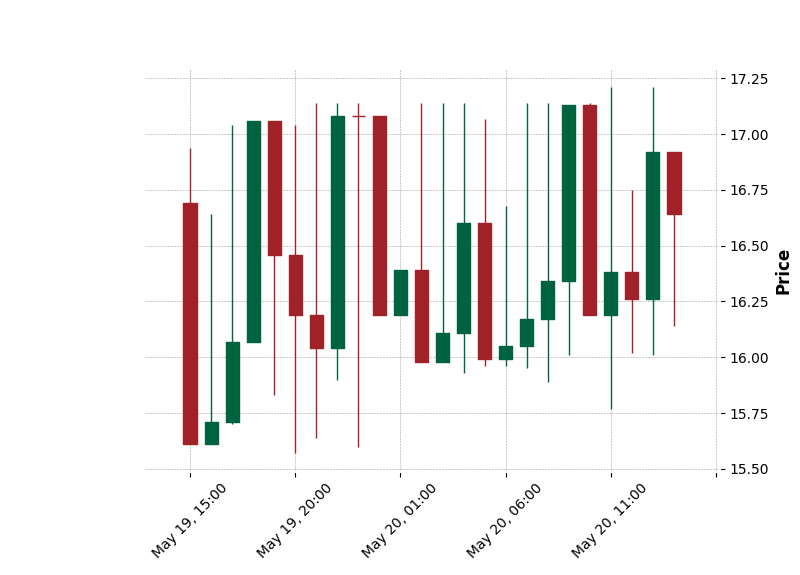 17.25
17.00
16.75
16.50
16.25
16.00
15.75
15.50
Price
May 19, 15:00
May 19, 20:00
May 20, 01:00
May 20, 06:00
May 20, 11:00